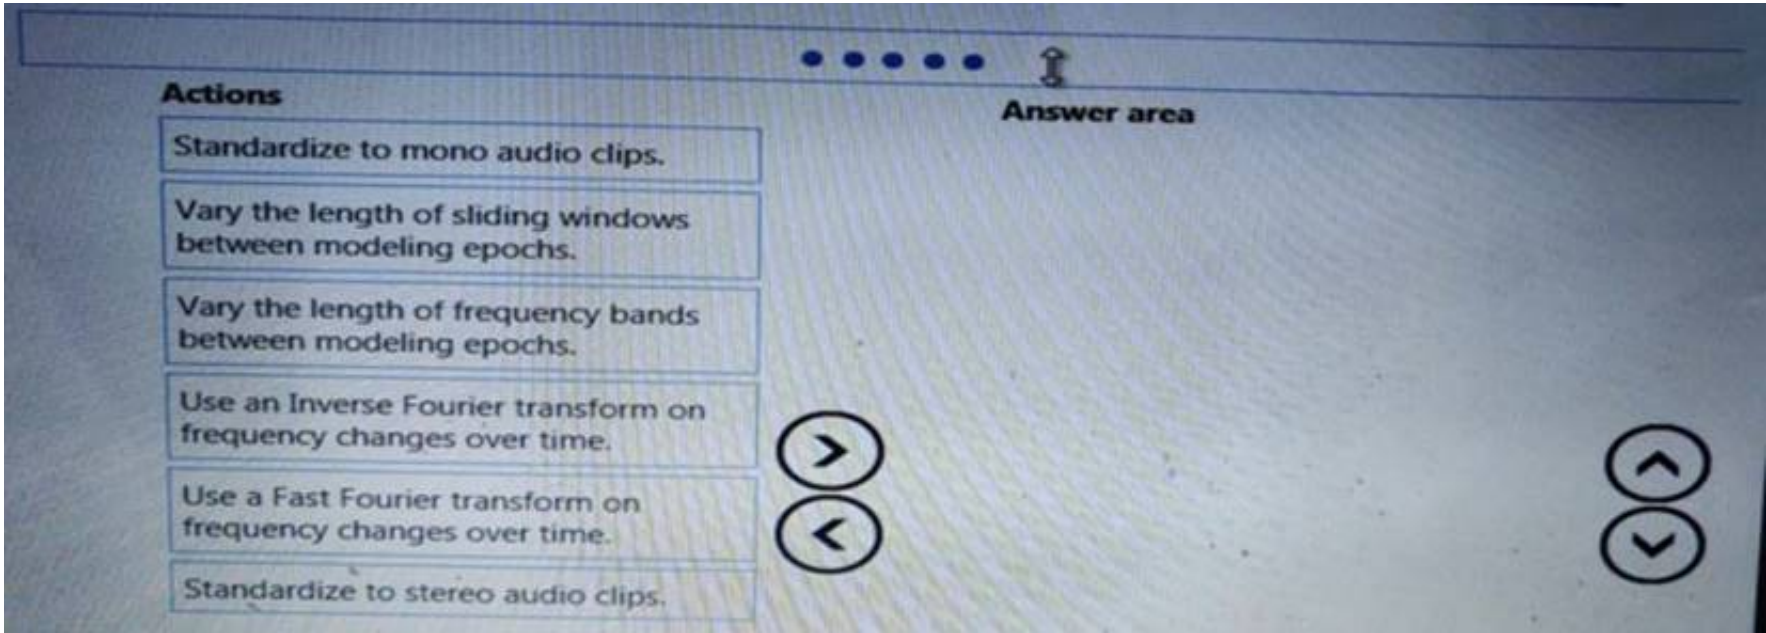 Actions
Answer area
Standardize to mono audio clips.
Vary the length of sliding windows
between modeling epochs.
Vary the length of frequency bands
between modeling epochs.
Use an Inverse Fourier transform on
frequency changes over time.
Use a Fast Fourier transform on
frequency changes over time.
Standardize to stereo audio clips.